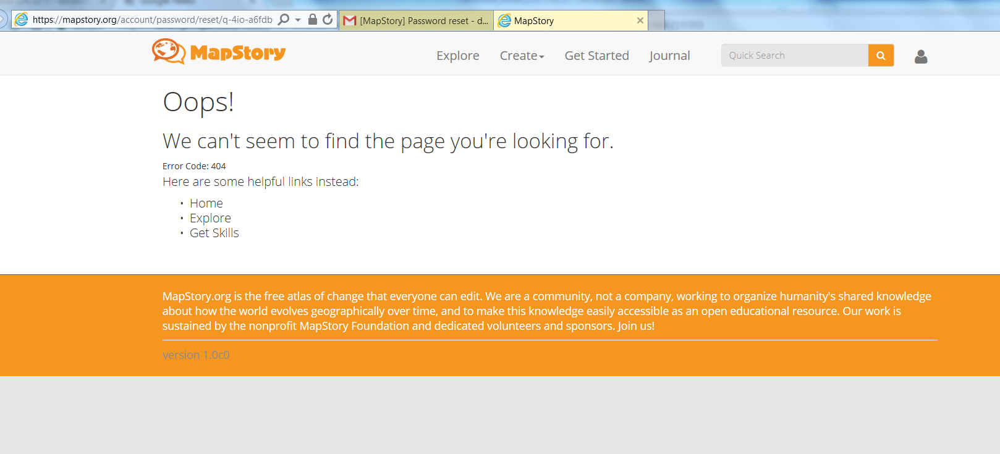 https://mapstory.org/account/password/reset/q-4io-a6fdb
[MapStory] Password reset - d...
MapStory
MapStory
Explore
Create
Get Started
Journal
Quick Search
Oops!
We can't seem to find the page you're looking for.
Error Code: 404
Here are some helpful links instead:
• Home
• Explore
• Get Skills
MapStory.org is the free atlas of change that everyone can edit. We are a community, not a company, working to organize humanity's shared knowledge
about how the world evolves geographically over time, and to make this knowledge easily accessible as an open educational resource. Our work is
sustained by the nonprofit MapStory Foundation and dedicated volunteers and sponsors. Join us!
version 1.0c0